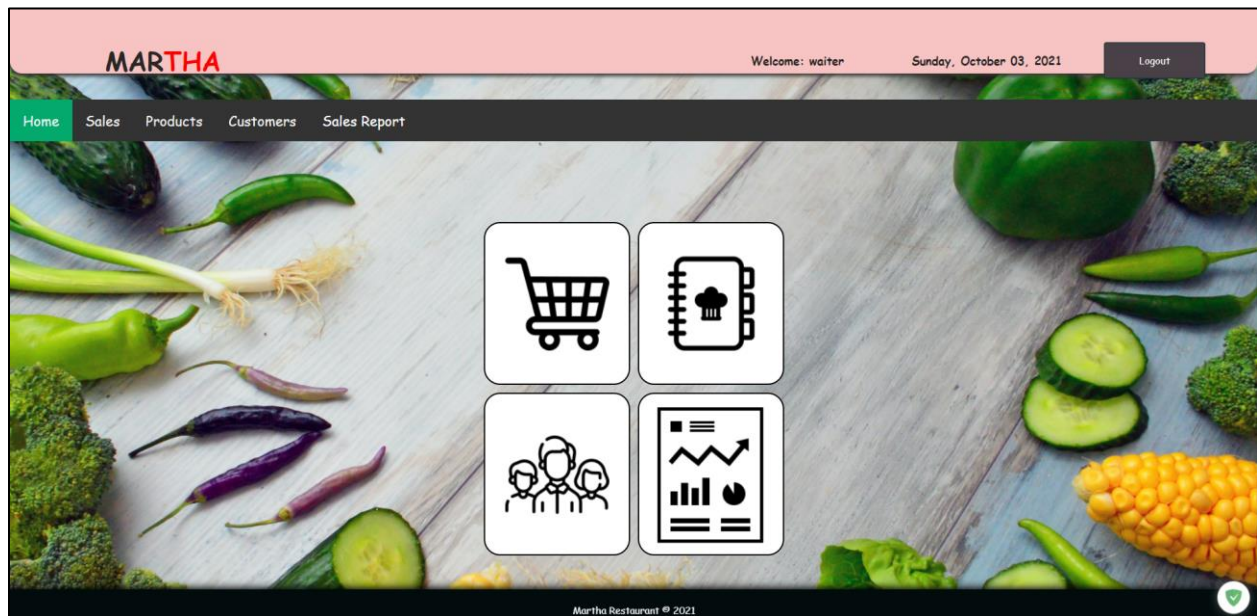 MARTHA
Welcome: waiter
Sunday, October 03, 2021
Logout
Home
Sales
Products
Customers
Sales Report
Martha Restaurant © 2021